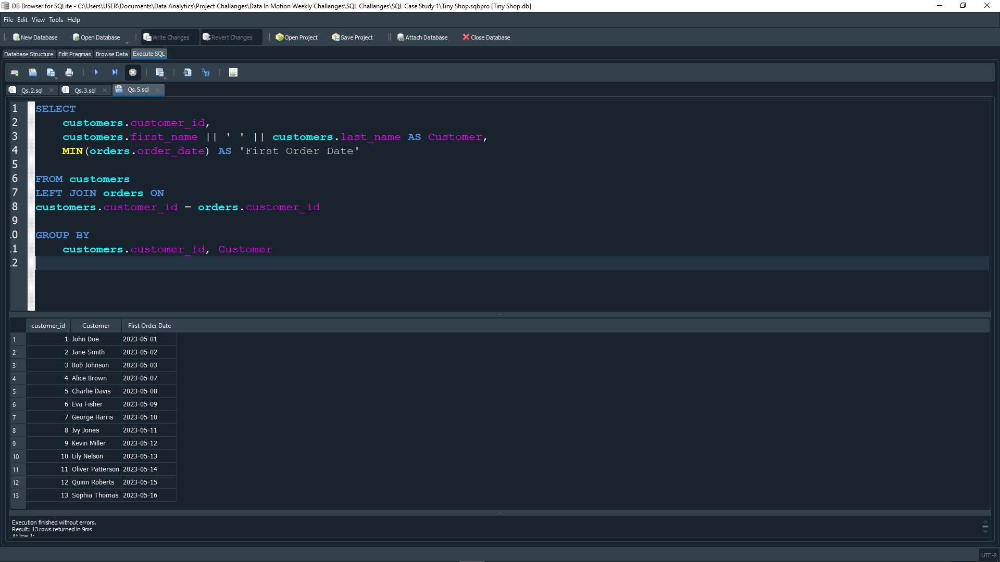 DB Browser for SQLite - C:\Users\USER\Documents\Data Analytics\Project Challanges\Data In Motion Weekly Challanges\SQL Challanges\SQL Case Study 1\Tiny Shop.sqbpro [Tiny Shop.db]
File Edit View Tools Help
New Database Open Database Write Changes Revert Changes Open Project Save Project Attach Database Close Database
Database Structure Edit Pragmas Browse Data Execute SQL
Qs.2.sql Qs.3.sql Qs.5.sql
1 SELECT
2 customers.customer_id,
3 customers.first_name || ' ' || customers.last_name AS Customer,
4 MIN(orders.order_date) AS 'First Order Date'
5
6 FROM customers
7 LEFT JOIN orders ON
8 customers.customer_id = orders.customer_id
9
.0 GROUP BY
.1 customers.customer_id, Customer
.2
customer_id Customer First Order Date
1 1 John Doe 2023-05-01
2 2 Jane Smith 2023-05-02
3 3 Bob Johnson 2023-05-03
4 4 Alice Brown 2023-05-07
5 5 Charlie Davis 2023-05-08
6 6 Eva Fisher 2023-05-09
7 7 George Harris 2023-05-10
8 8 Ivy Jones 2023-05-11
9 9 Kevin Miller 2023-05-12
10 10 Lily Nelson 2023-05-13
11 11 Oliver Patterson 2023-05-14
12 12 Quinn Roberts 2023-05-15
13 13 Sophia Thomas 2023-05-16
Execution finished without errors.
Result: 13 rows returned in 9ms
At line 1:
UTF-8